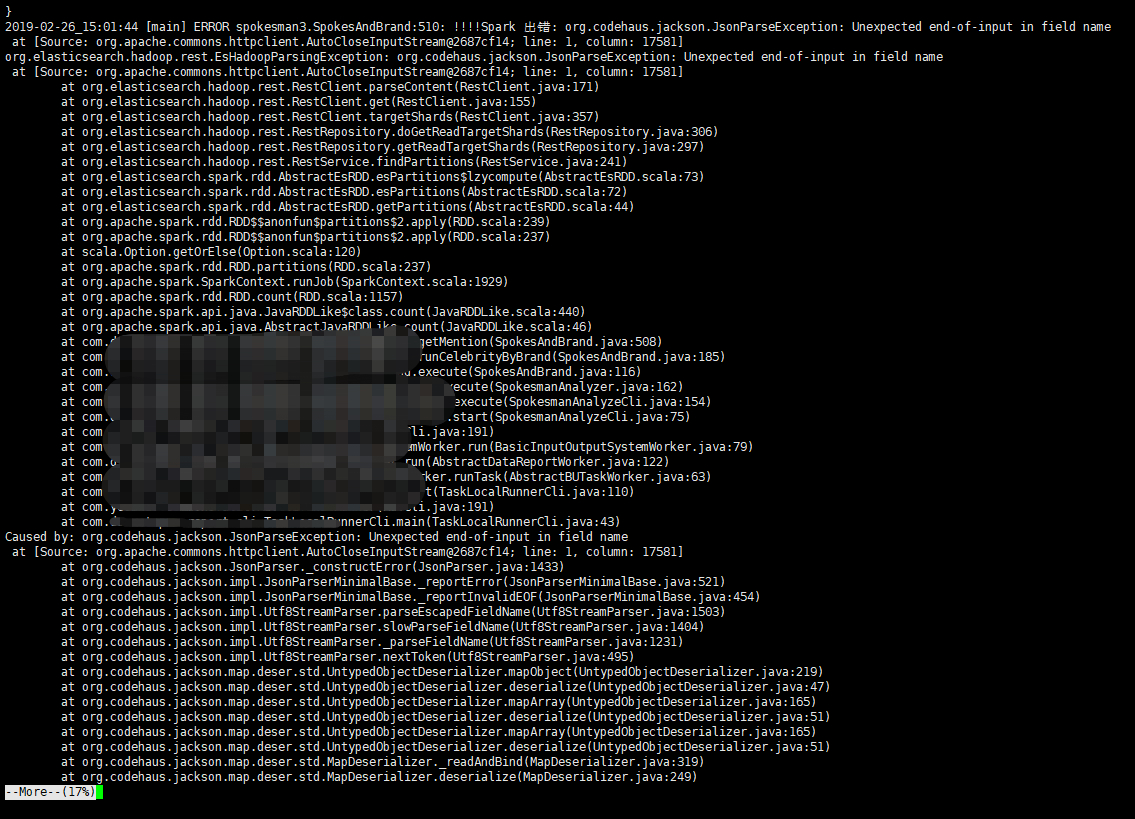 }
2019-02-26_15:01:44 [main] ERROR spokesman3.SpokesAndBrand:510: !!!!Spark 出错: org.codehaus.jackson.JsonParseException: Unexpected end-of-input in field name
 at [Source: org.apache.commons.httpclient.AutoCloseInputStream@2687cf14; line: 1, column: 17581]
org.elasticsearch.hadoop.rest.EsHadoopParsingException: org.codehaus.jackson.JsonParseException: Unexpected end-of-input in field name
 at [Source: org.apache.commons.httpclient.AutoCloseInputStream@2687cf14; line: 1, column: 17581]
        at org.elasticsearch.hadoop.rest.RestClient.parseContent(RestClient.java:171)
        at org.elasticsearch.hadoop.rest.RestClient.get(RestClient.java:155)
        at org.elasticsearch.hadoop.rest.RestClient.targetShards(RestClient.java:357)
        at org.elasticsearch.hadoop.rest.RestRepository.doGetReadTargetShards(RestRepository.java:306)
        at org.elasticsearch.hadoop.rest.RestRepository.getReadTargetShards(RestRepository.java:297)
        at org.elasticsearch.hadoop.rest.RestService.findPartitions(RestService.java:241)
        at org.elasticsearch.spark.rdd.AbstractEsRDD.esPartitions$lzycompute(AbstractEsRDD.scala:73)
        at org.elasticsearch.spark.rdd.AbstractEsRDD.esPartitions(AbstractEsRDD.scala:72)
        at org.elasticsearch.spark.rdd.AbstractEsRDD.getPartitions(AbstractEsRDD.scala:44)
        at org.apache.spark.rdd.RDD$$anonfun$partitions$2.apply(RDD.scala:239)
        at org.apache.spark.rdd.RDD$$anonfun$partitions$2.apply(RDD.scala:237)
        at scala.Option.getOrElse(Option.scala:120)
        at org.apache.spark.rdd.RDD.partitions(RDD.scala:237)
        at org.apache.spark.SparkContext.runJob(SparkContext.scala:1929)
        at org.apache.spark.rdd.RDD.count(RDD.scala:1157)
        at org.apache.spark.api.java.JavaRDDLike$class.count(JavaRDDLike.scala:440)
        at org.apache.spark.api.java.AbstractJavaRDDLike.count(JavaRDDLike.scala:46)
        at com. getMention(SpokesAndBrand.java:508)
        at com. runCelebrityByBrand(SpokesAndBrand.java:185)
        at com. .execute(SpokesAndBrand.java:116)
        at com. execute(SpokesmanAnalyzer.java:162)
        at com. execute(SpokesmanAnalyzeCli.java:154)
        at com. .start(SpokesmanAnalyzeCli.java:75)
        at com. Cli.java:191)
        at com. Worker.run(BasicInputOutputSystemWorker.java:79)
        at com. run(AbstractDataReportWorker.java:122)
        at com. ker.runTask(AbstractBUTaskWorker.java:63)
        at com. (TaskLocalRunnerCli.java:110)
        at com. Cli.java:191)
        at com. TaskLocalRunnerCli.main(TaskLocalRunnerCli.java:43)
Caused by: org.codehaus.jackson.JsonParseException: Unexpected end-of-input in field name
 at [Source: org.apache.commons.httpclient.AutoCloseInputStream@2687cf14; line: 1, column: 17581]
        at org.codehaus.jackson.JsonParser._constructError(JsonParser.java:1433)
        at org.codehaus.jackson.impl.JsonParserMinimalBase._reportError(JsonParserMinimalBase.java:521)
        at org.codehaus.jackson.impl.JsonParserMinimalBase._reportInvalidEOF(JsonParserMinimalBase.java:454)
        at org.codehaus.jackson.impl.Utf8StreamParser.parseEscapedFieldName(Utf8StreamParser.java:1503)
        at org.codehaus.jackson.impl.Utf8StreamParser.slowParseFieldName(Utf8StreamParser.java:1404)
        at org.codehaus.jackson.impl.Utf8StreamParser._parseFieldName(Utf8StreamParser.java:1231)
        at org.codehaus.jackson.impl.Utf8StreamParser.nextToken(Utf8StreamParser.java:495)
        at org.codehaus.jackson.map.deser.std.UntypedObjectDeserializer.mapObject(UntypedObjectDeserializer.java:219)
        at org.codehaus.jackson.map.deser.std.UntypedObjectDeserializer.deserialize(UntypedObjectDeserializer.java:47)
        at org.codehaus.jackson.map.deser.std.UntypedObjectDeserializer.mapArray(UntypedObjectDeserializer.java:165)
        at org.codehaus.jackson.map.deser.std.UntypedObjectDeserializer.deserialize(UntypedObjectDeserializer.java:51)
        at org.codehaus.jackson.map.deser.std.UntypedObjectDeserializer.mapArray(UntypedObjectDeserializer.java:165)
        at org.codehaus.jackson.map.deser.std.UntypedObjectDeserializer.deserialize(UntypedObjectDeserializer.java:51)
        at org.codehaus.jackson.map.deser.std.MapDeserializer._readAndBind(MapDeserializer.java:319)
        at org.codehaus.jackson.map.deser.std.MapDeserializer.deserialize(MapDeserializer.java:249)
--More--(17%)